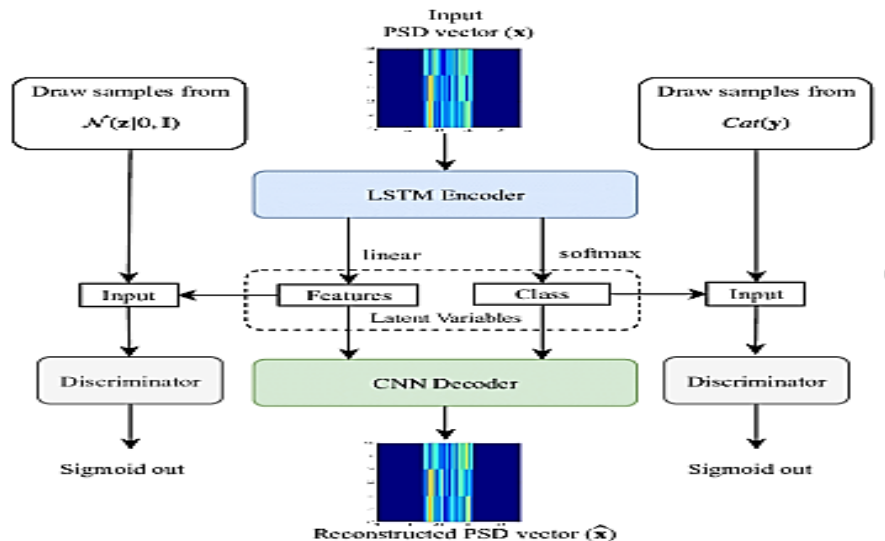 Input
PSD vector (x)
Draw samples from
𝒩(z|0, I)
Draw samples from
Cat(y)
LSTM Encoder
linear
softmax
Input
Features
Class
Input
Latent Variables
Discriminator
CNN Decoder
Discriminator
Sigmoid out
Sigmoid out
Reconstructed PSD vector (x̂)